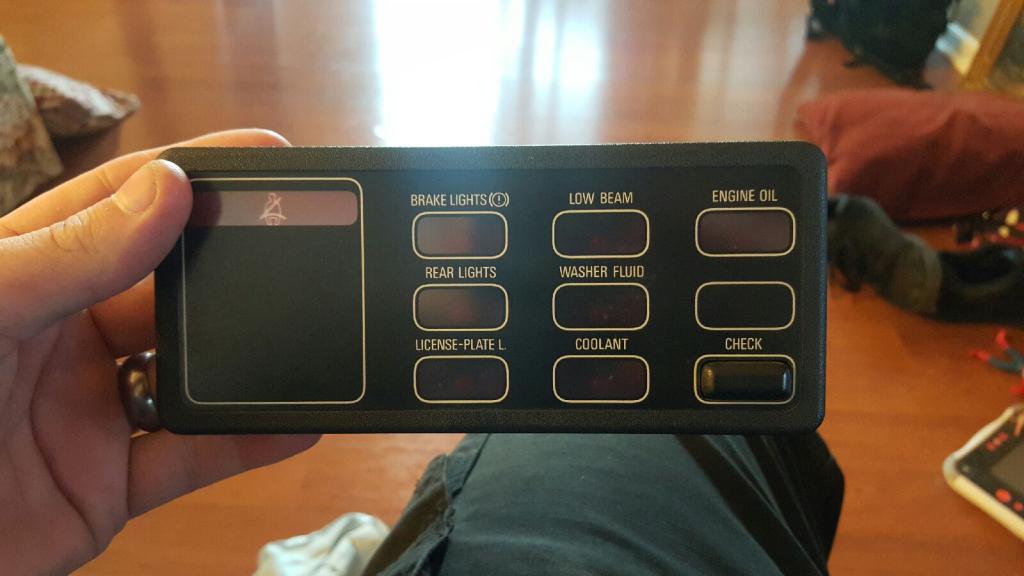 BRAKE LIGHTS (!)
LOW BEAM
ENGINE OIL
REAR LIGHTS
WASHER FLUID
LICENSE-PLATE L.
COOLANT
CHECK